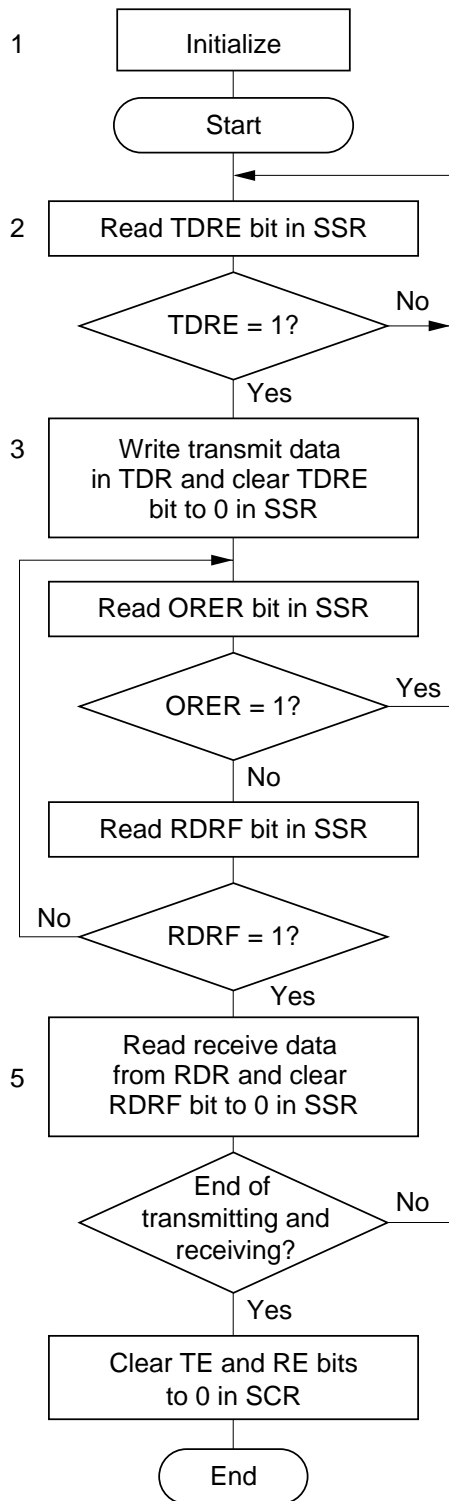 1
Initialize
Start
2
Read TDRE bit in SSR
TDRE = 1?
No
Yes
3
Write transmit data
in TDR and clear TDRE
bit to 0 in SSR
Read ORER bit in SSR
ORER = 1?
Yes
No
Read RDRF bit in SSR
No
RDRF = 1?
Yes
5
Read receive data
from RDR and clear
RDRF bit to 0 in SSR
End of
transmitting and
receiving?
No
Yes
Clear TE and RE bits
to 0 in SCR
End